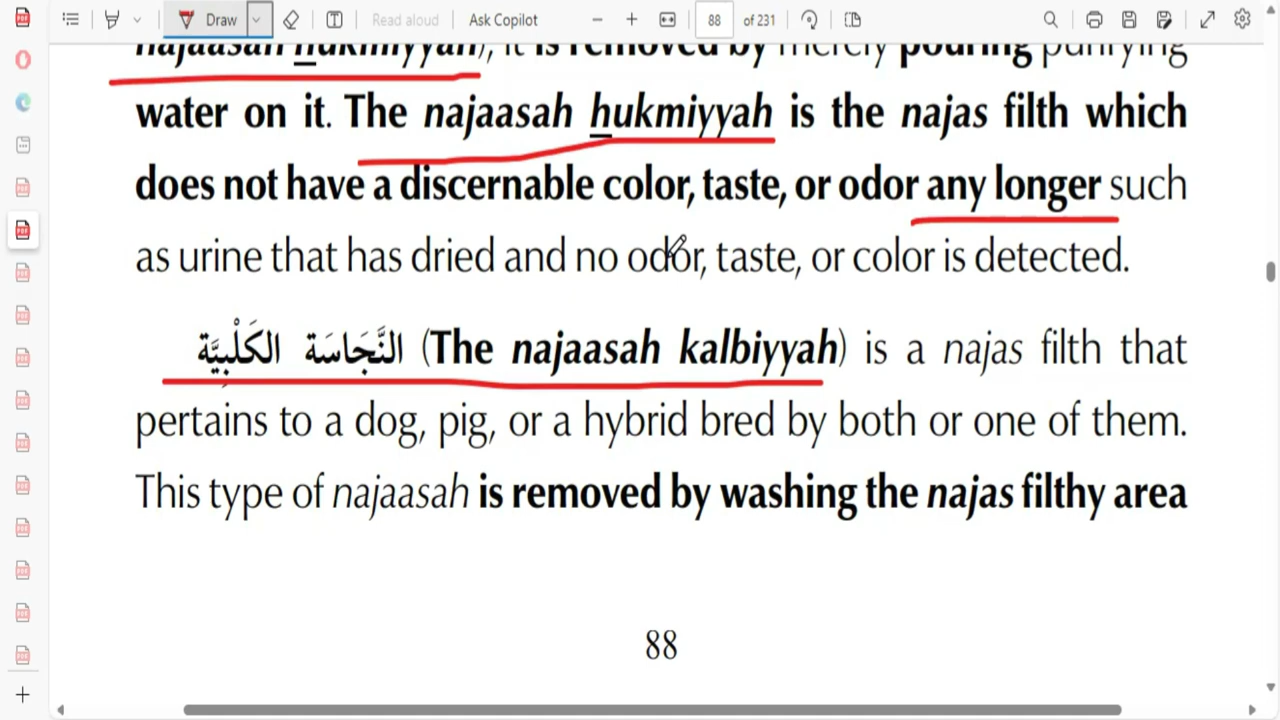 Draw
Read aloud
Ask Copilot
88
of 231
najaasah hukmiyyah), it is removed by merely pouring purifying
water on it. The najaasah hukmiyyah is the najas filth which
does not have a discernable color, taste, or odor any longer such
as urine that has dried and no odor, taste, or color is detected.
النَّجَاسَة الكَلْبِيَّة (The najaasah kalbiyyah) is a najas filth that
pertains to a dog, pig, or a hybrid bred by both or one of them.
This type of najaasah is removed by washing the najas filthy area
88